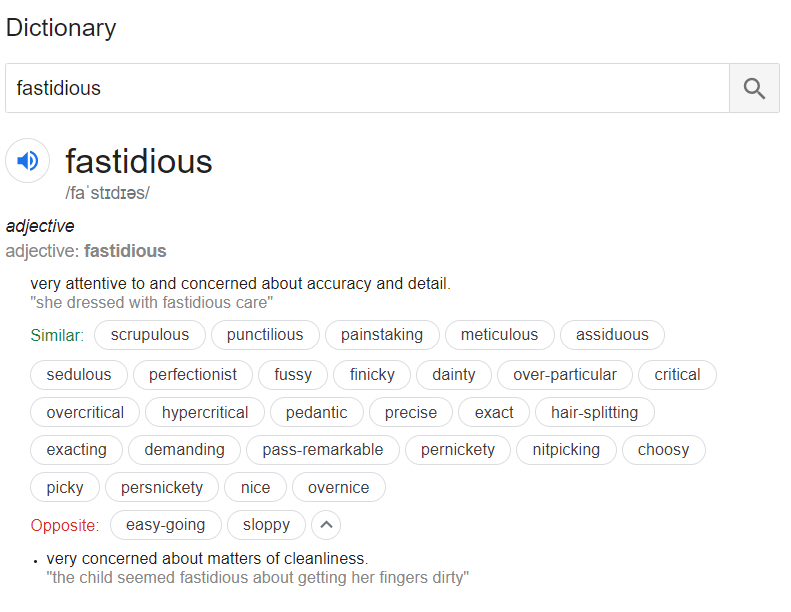 Dictionary
fastidious
fastidious
/faˈstɪdɪəs/
adjective
adjective: fastidious
very attentive to and concerned about accuracy and detail.
"she dressed with fastidious care"
Similar: scrupulous punctilious painstaking meticulous assiduous
sedulous perfectionist fussy finicky dainty over-particular critical
overcritical hypercritical pedantic precise exact hair-splitting
exacting demanding pass-remarkable pernickety nitpicking choosy
picky persnickety nice overnice
Opposite: easy-going sloppy
• very concerned about matters of cleanliness.
"the child seemed fastidious about getting her fingers dirty"